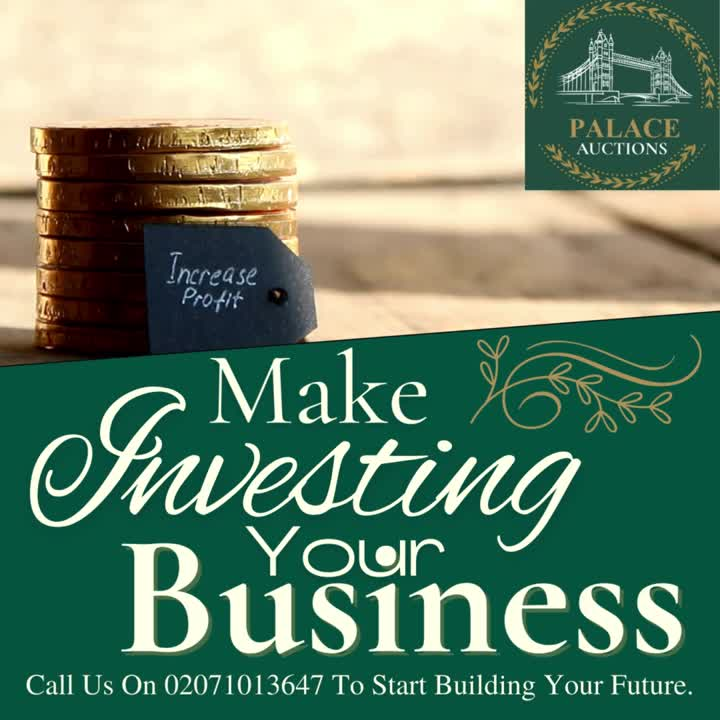 PALACE
AUCTIONS
Increase
Profit
Make
Investing
Your
Business
Call Us On 02071013647 To Start Building Your Future.